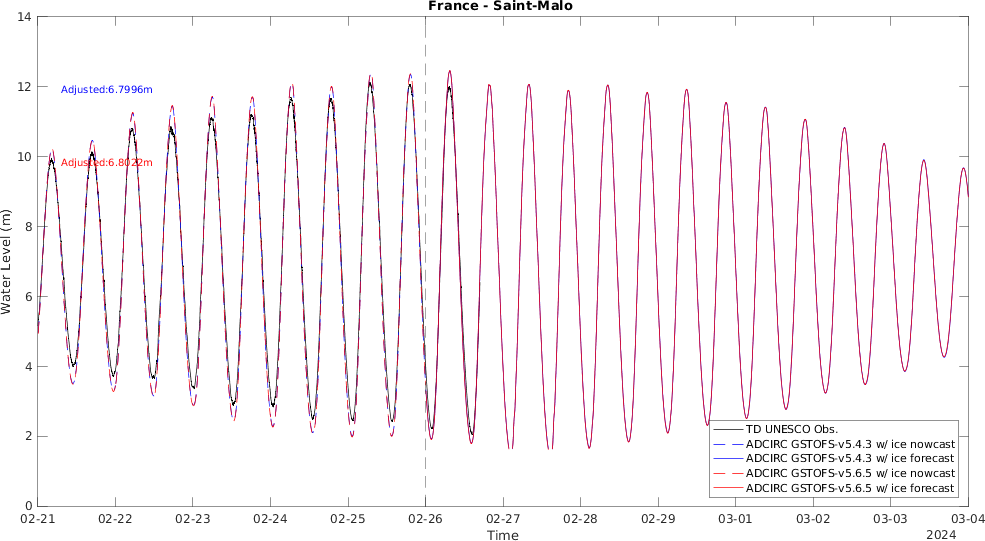 France - Saint-Malo
14
12
10
8
6
4
2
0
Water Level (m)
Adjusted:6.7996m
Adjusted:6.8022m
TD UNESCO Obs.
ADCIRC GSTOFS-v5.4.3 w/ ice nowcast
ADCIRC GSTOFS-v5.4.3 w/ ice forecast
ADCIRC GSTOFS-v5.6.5 w/ ice nowcast
ADCIRC GSTOFS-v5.6.5 w/ ice forecast
02-21 02-22 02-23 02-24 02-25 02-26 02-27 02-28 02-29 03-01 03-02 03-03 03-04
Time
2024